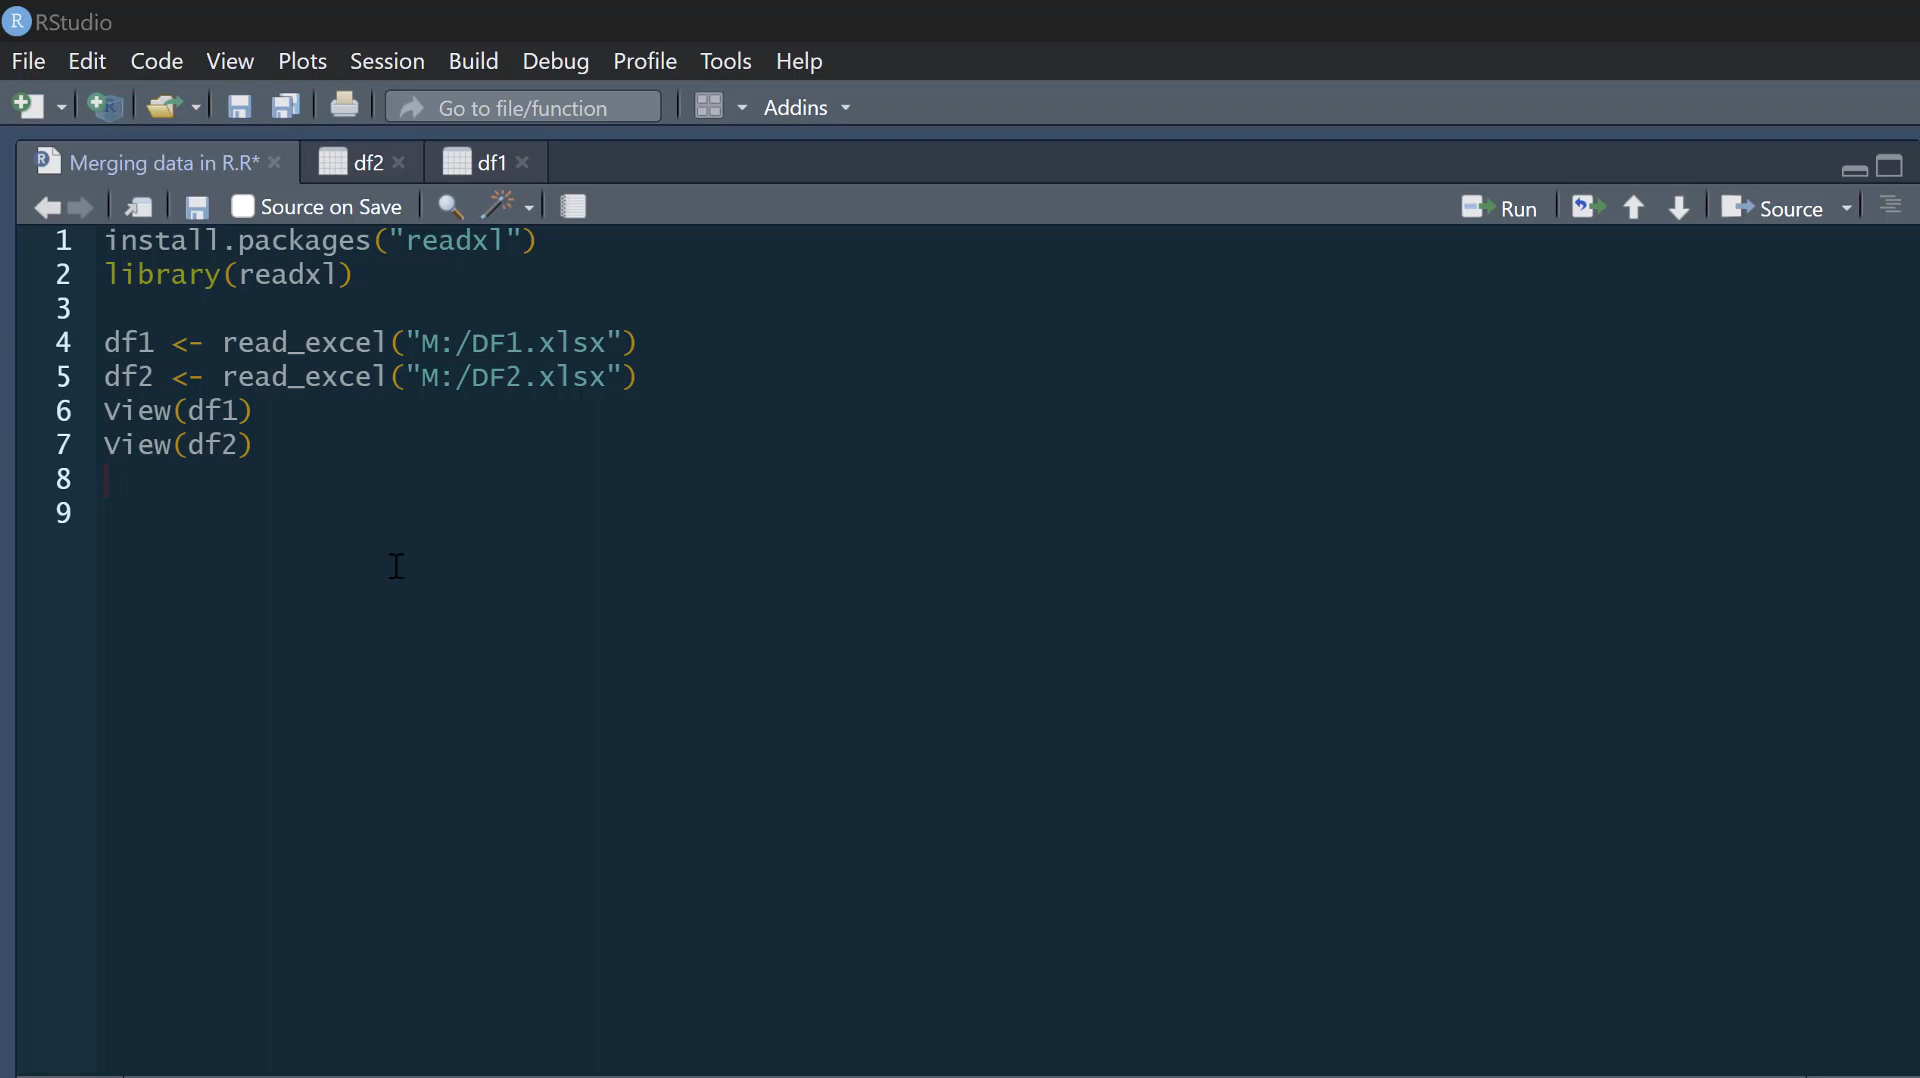 RStudio
File Edit Code View Plots Session Build Debug Profile Tools Help
Go to file/function Addins
Merging data in R.R* df2 df1
Source on Save Run Source
1 install.packages("readxl")
2 library(readxl)
3
4 df1 <- read_excel("M:/DF1.xlsx")
5 df2 <- read_excel("M:/DF2.xlsx")
6 View(df1)
7 View(df2)
8
9